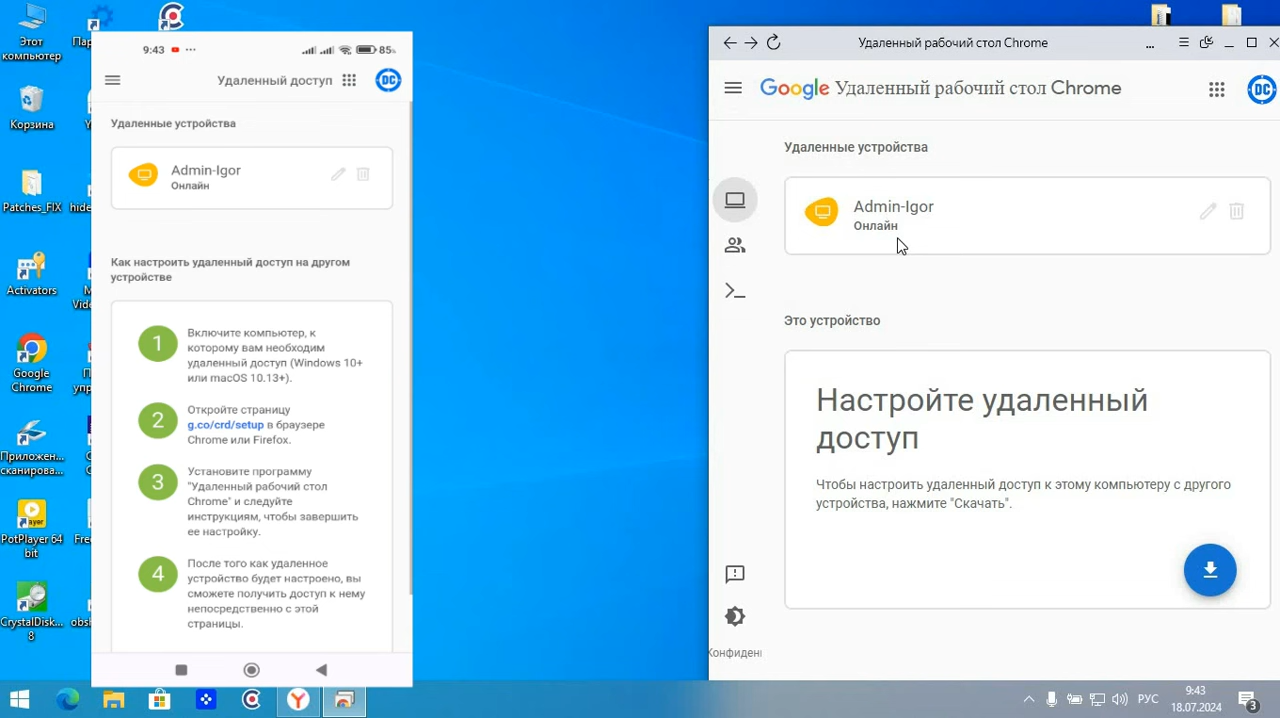 Этот
компьютер
Корзина
Patches_FIX
Activators
Google
Chrome
Приложен...
сканирова...
PotPlayer 64
bit
CrystalDisk...
8
9:43
85%
Удаленный доступ
DC
Удаленные устройства
Admin-Igor
Онлайн
Как настроить удаленный доступ на другом
устройстве
1
Включите компьютер, к
которому вам необходим
удаленный доступ (Windows 10+
или macOS 10.13+).
2
Откройте страницу
g.co/crd/setup в браузере
Chrome или Firefox.
3
Установите программу
"Удаленный рабочий стол
Chrome" и следуйте
инструкциям, чтобы завершить
ее настройку.
4
После того как удаленное
устройство будет настроено, вы
сможете получить доступ к нему
непосредственно с этой
страницы.
Удаленный рабочий стол Chrome
Google Удаленный рабочий стол Chrome
DC
Удаленные устройства
Admin-Igor
Онлайн
Это устройство
Настройте удаленный
доступ
Чтобы настроить удаленный доступ к этому компьютеру с другого
устройства, нажмите "Скачать".
РУС
9:43
18.07.2024
3